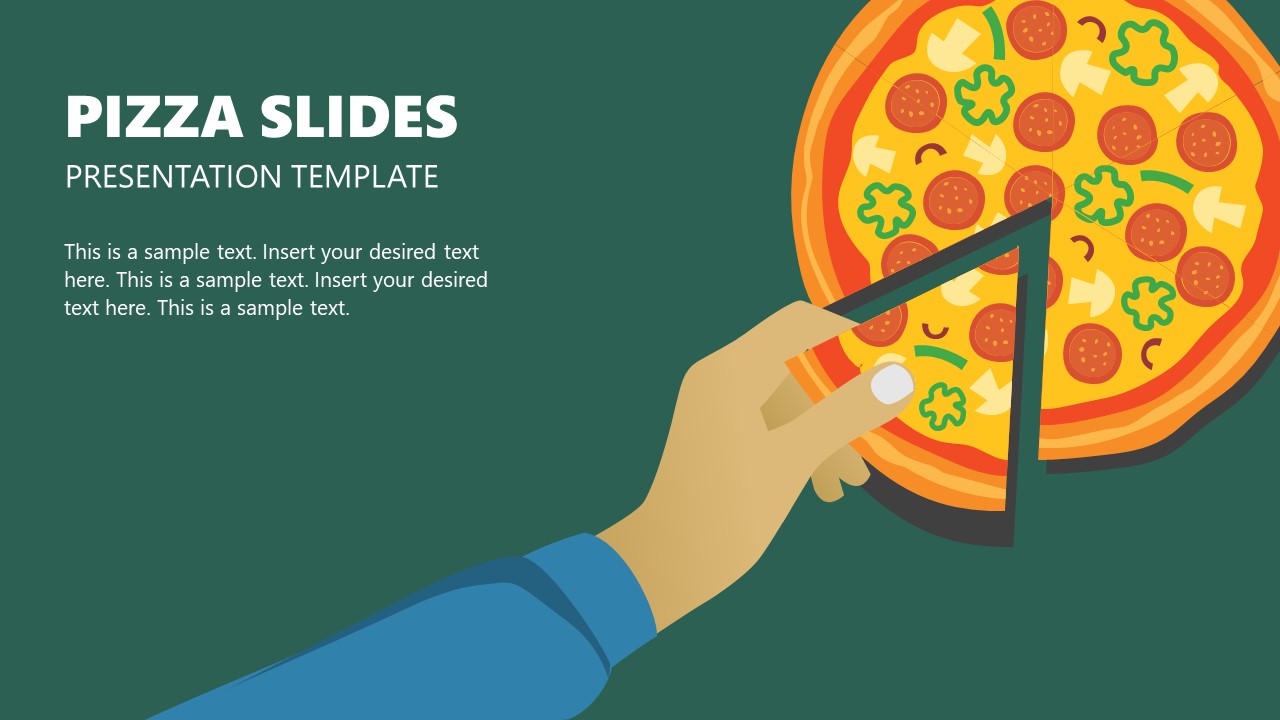 PIZZA SLIDES
PRESENTATION TEMPLATE
This is a sample text. Insert your desired text
here. This is a sample text. Insert your desired
text here. This is a sample text.